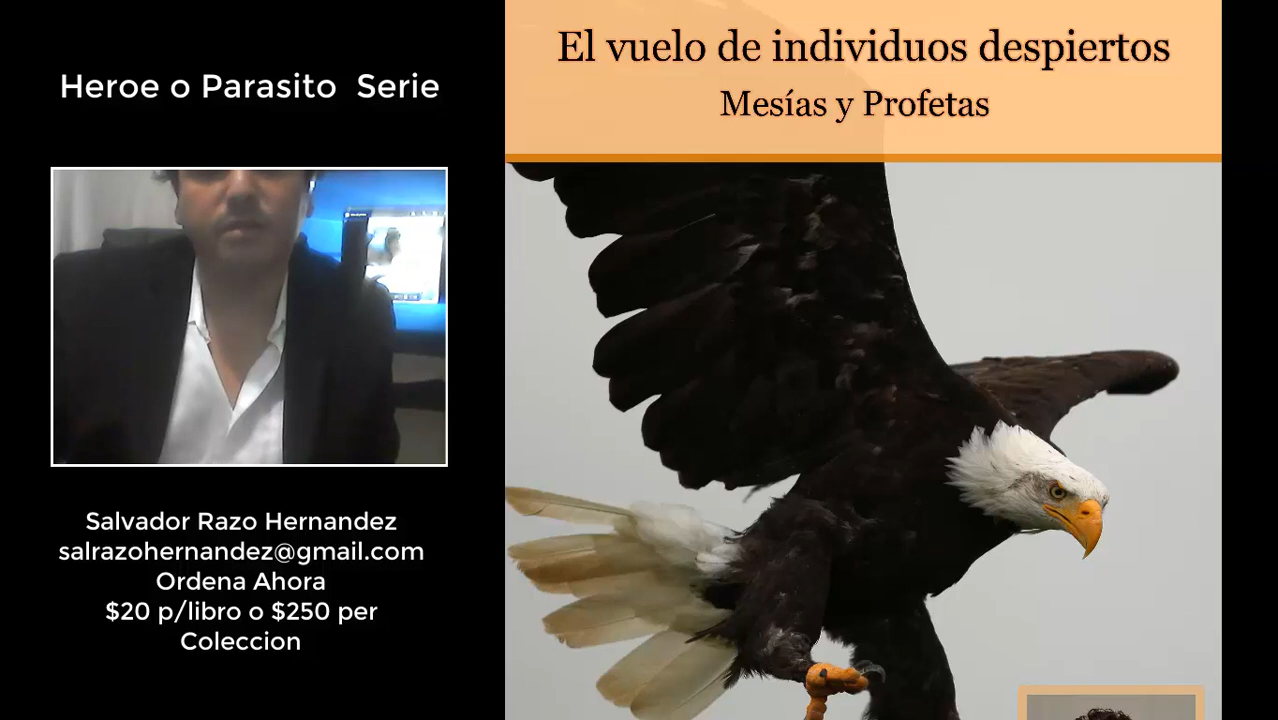 Heroe o Parasito  Serie
Salvador Razo Hernandez
salrazohernandez@gmail.com
Ordena Ahora
$20 p/libro o $250 per
Coleccion
El vuelo de individuos despiertos
Mesías y Profetas